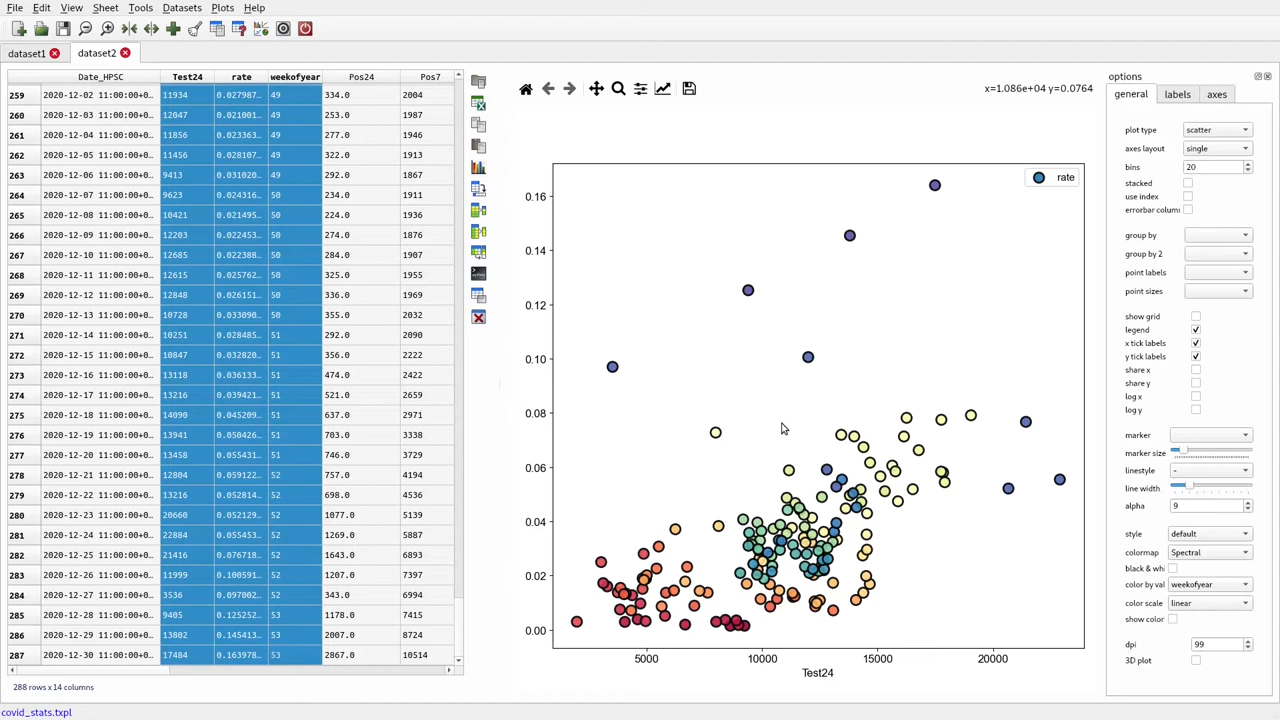 File Edit View Sheet Tools Datasets Plots Help
dataset1 dataset2
Date_HPSC Test24 rate weekofyear Pos24 Pos7
259 2020-12-02 11:00:00+0... 11934 0.027987... 49 334.0 2004
260 2020-12-03 11:00:00+0... 12047 0.021001... 49 253.0 1987
261 2020-12-04 11:00:00+0... 11856 0.023363... 49 277.0 1946
262 2020-12-05 11:00:00+0... 11456 0.028107... 49 322.0 1913
263 2020-12-06 11:00:00+0... 9413 0.031020... 49 292.0 1867
264 2020-12-07 11:00:00+0... 9623 0.024316... 50 234.0 1911
265 2020-12-08 11:00:00+0... 10421 0.021495... 50 224.0 1936
266 2020-12-09 11:00:00+0... 12203 0.022453... 50 274.0 1876
267 2020-12-10 11:00:00+0... 12685 0.022388... 50 284.0 1907
268 2020-12-11 11:00:00+0... 12615 0.025762... 50 325.0 1955
269 2020-12-12 11:00:00+0... 12848 0.026151... 50 336.0 1969
270 2020-12-13 11:00:00+0... 10728 0.033090... 50 355.0 2032
271 2020-12-14 11:00:00+0... 10251 0.028485... 51 292.0 2090
272 2020-12-15 11:00:00+0... 10847 0.032820... 51 356.0 2222
273 2020-12-16 11:00:00+0... 13118 0.036133... 51 474.0 2422
274 2020-12-17 11:00:00+0... 13216 0.039421... 51 521.0 2659
275 2020-12-18 11:00:00+0... 14090 0.045209... 51 637.0 2971
276 2020-12-19 11:00:00+0... 13941 0.050426... 51 703.0 3338
277 2020-12-20 11:00:00+0... 13458 0.055431... 51 746.0 3729
278 2020-12-21 11:00:00+0... 12804 0.059122... 52 757.0 4194
279 2020-12-22 11:00:00+0... 13216 0.052814... 52 698.0 4536
280 2020-12-23 11:00:00+0... 20660 0.052129... 52 1077.0 5139
281 2020-12-24 11:00:00+0... 22884 0.055453... 52 1269.0 5887
282 2020-12-25 11:00:00+0... 21416 0.076718... 52 1643.0 6893
283 2020-12-26 11:00:00+0... 11999 0.100591... 52 1207.0 7397
284 2020-12-27 11:00:00+0... 3536 0.097002... 52 343.0 6994
285 2020-12-28 11:00:00+0... 9405 0.125252... 53 1178.0 7415
286 2020-12-29 11:00:00+0... 13802 0.145413... 53 2007.0 8724
287 2020-12-30 11:00:00+0... 17484 0.163978... 53 2867.0 10514
288 rows x 14 columns
covid_stats.txpl
x=1.086e+04 y=0.0764
rate
0.16
0.14
0.12
0.10
0.08
0.06
0.04
0.02
0.00
5000 10000 15000 20000
Test24
options
general labels axes
plot type scatter
axes layout single
bins 20
stacked
use index
errorbar colum
group by
group by 2
point labels
point sizes
show grid
legend
x tick labels
y tick labels
share x
share y
log x
log y
marker
marker size
linestyle -
line width
alpha 9
style default
colormap Spectral
black & whi
color by val weekofyear
color scale linear
show color
dpi 99
3D plot